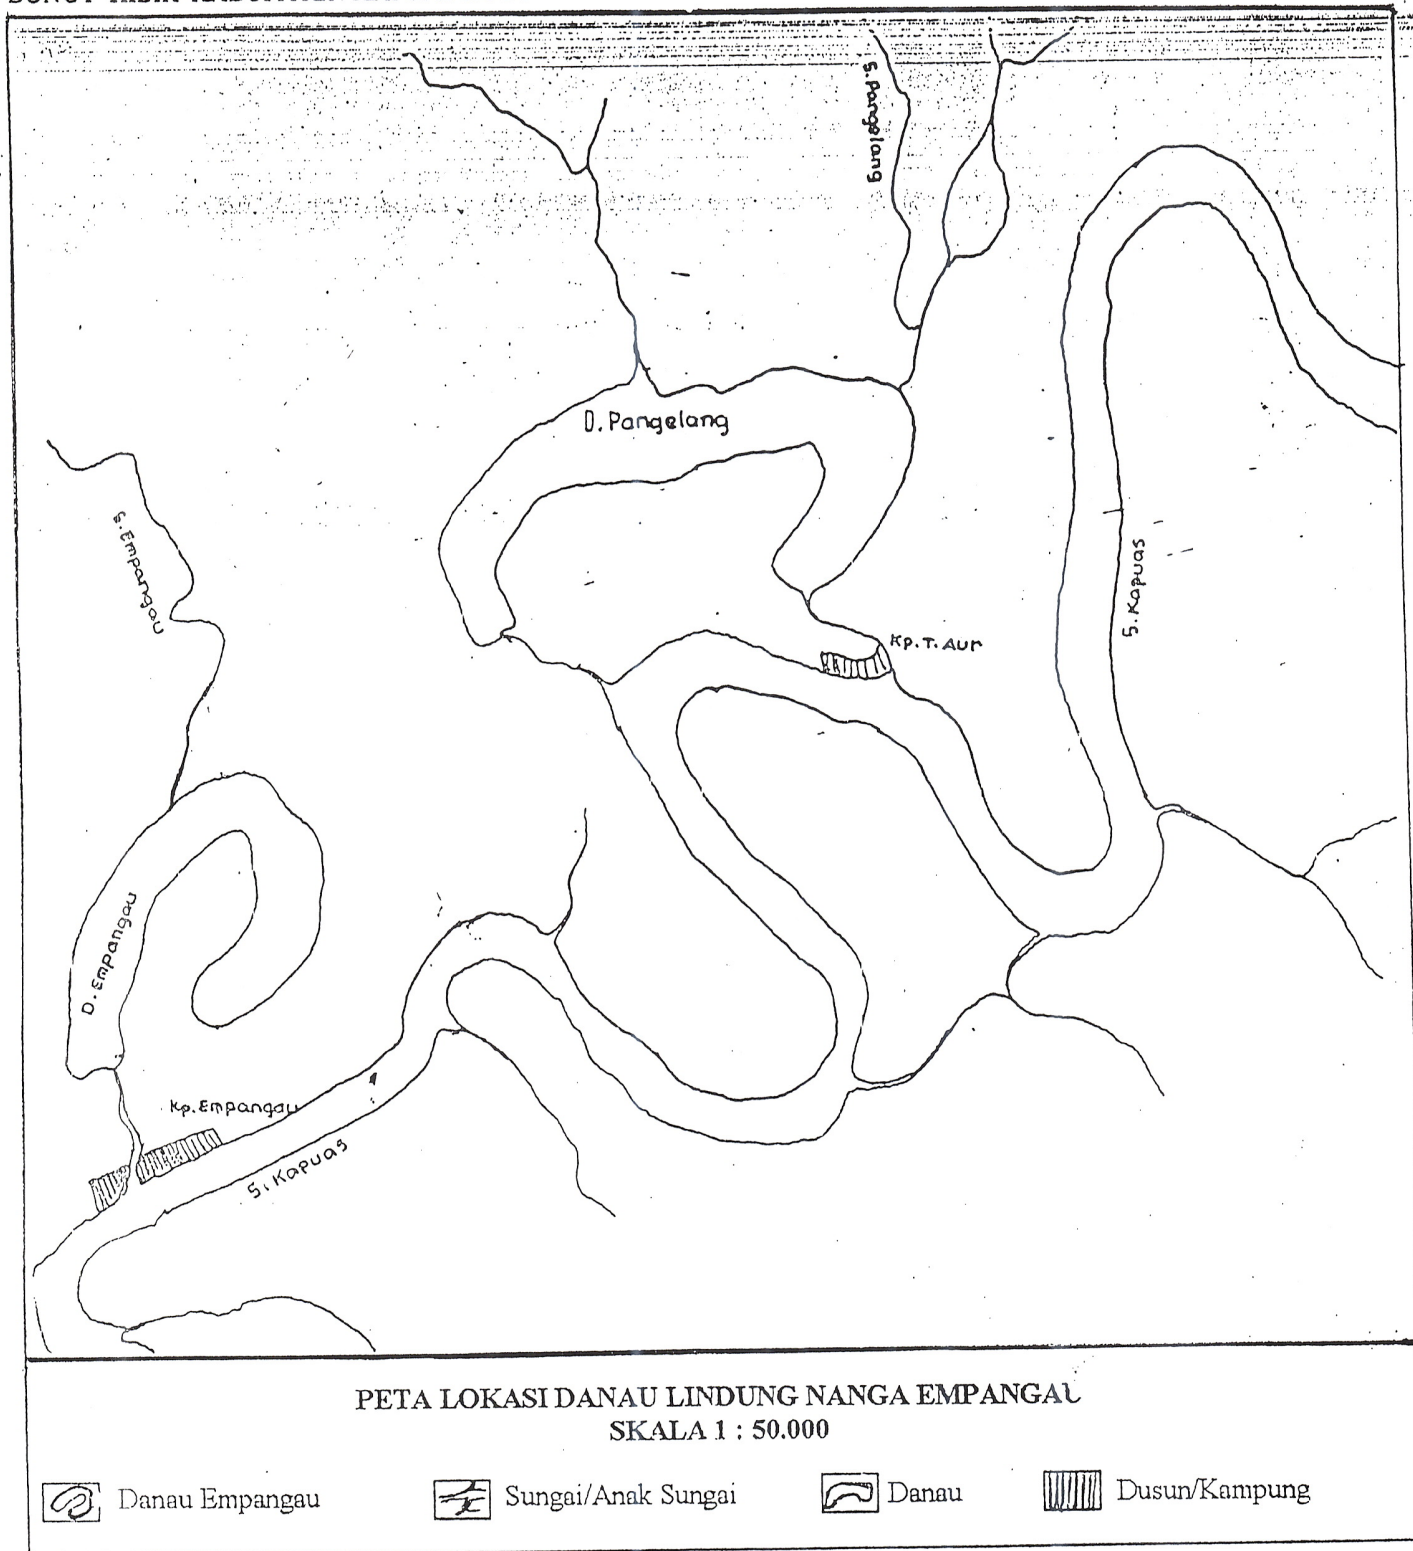 S. Pangelang
D. Pangelang
S. Empangau
S. Kapuas
Kp. T. Aur
D. Empangau
Kp. Empangau
S. Kapuas
PETA LOKASI DANAU LINDUNG NANGA EMPANGAU
SKALA 1 : 50.000
Danau Empangau
Sungai/Anak Sungai
Danau
Dusun/Kampung